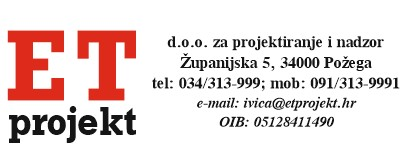 ET
projekt
d.o.o. za projektiranje i nadzor
Županijska 5, 34000 Požega
tel: 034/313-999; mob: 091/313-9991
e-mail: ivica@etprojekt.hr
OIB: 05128411490